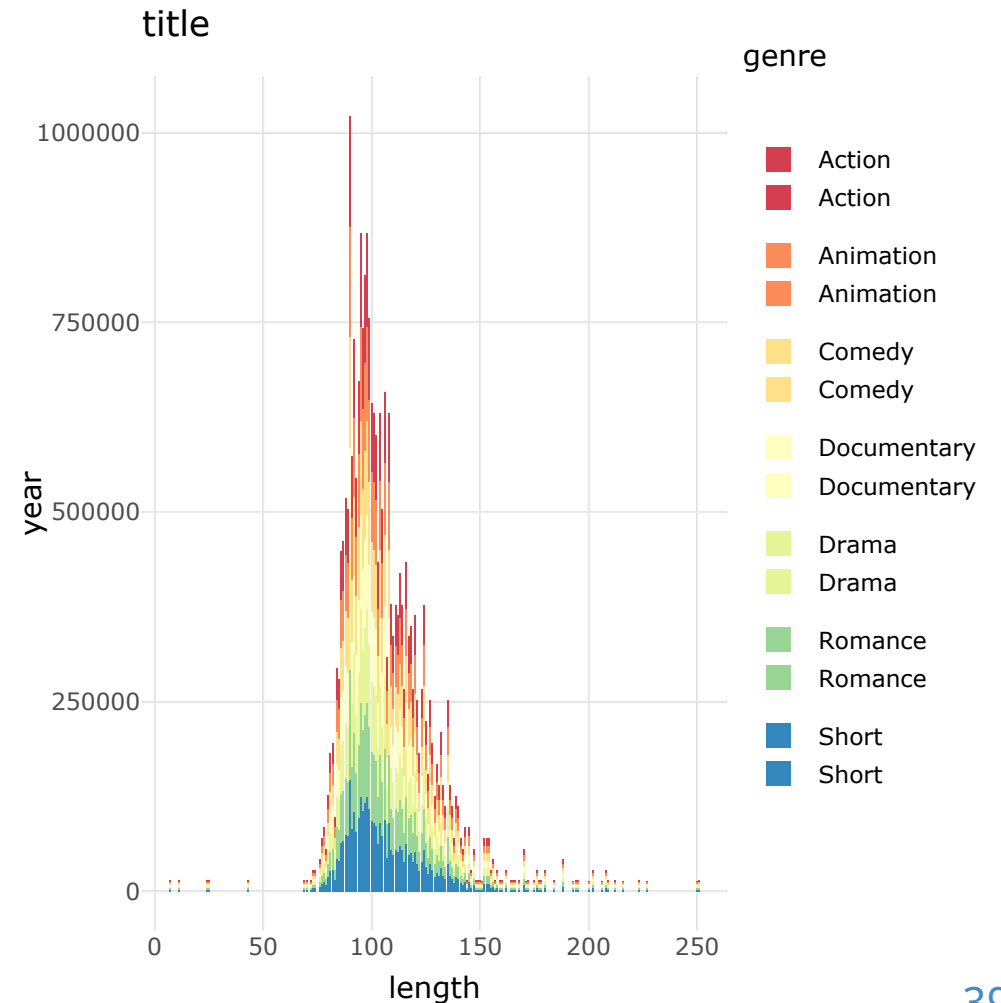 title
genre
1000000
750000
500000
250000
0
year
0 50 100 150 200 250
length
Action
Action
Animation
Animation
Comedy
Comedy
Documentary
Documentary
Drama
Drama
Romance
Romance
Short
Short
39